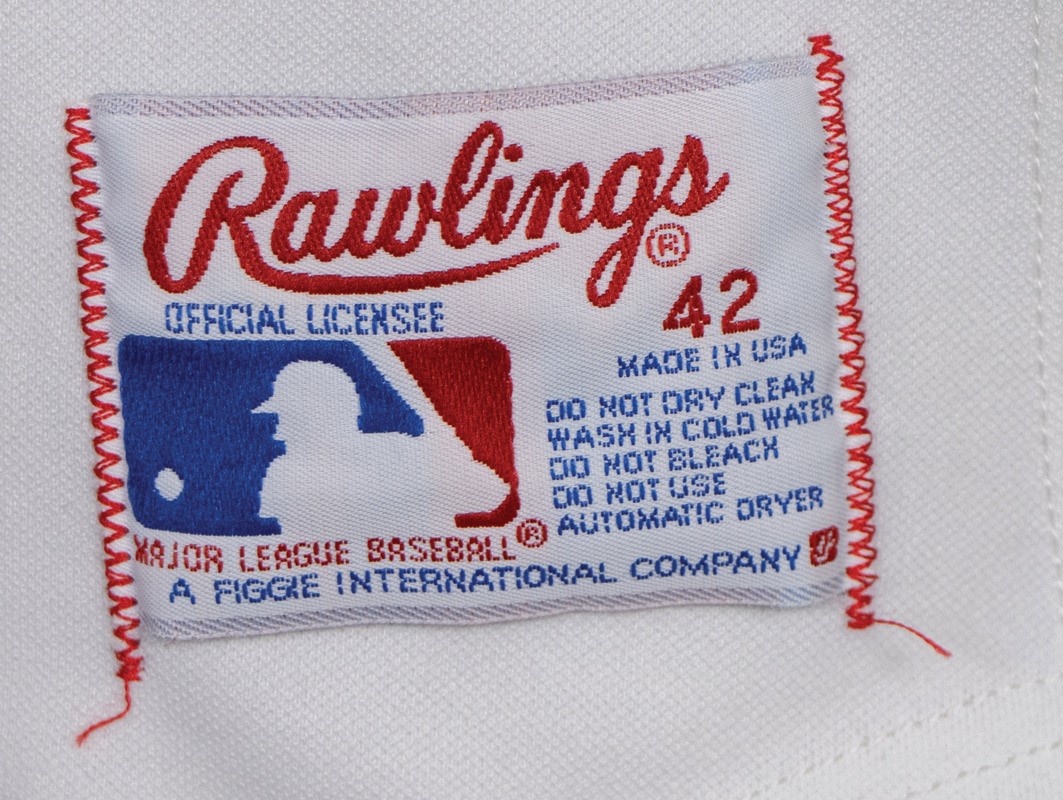 Rawlings®
42
OFFICIAL LICENSEE
MADE IN USA
DO NOT DRY CLEAN
WASH IN COLD WATER
DO NOT BLEACH
DO NOT USE
AUTOMATIC DRYER
MAJOR LEAGUE BASEBALL®
A FIGGIE INTERNATIONAL COMPANY